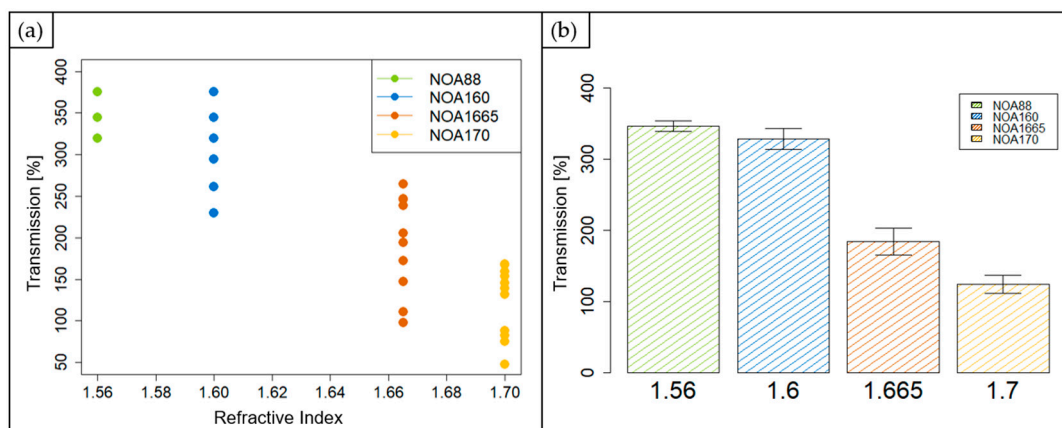 (a)
Transmission [%]
400
350
300
250
200
150
100
50
NOA88
NOA160
NOA1665
NOA170
1.56 1.58 1.60 1.62 1.64 1.66 1.68 1.70
Refractive Index
(b)
Transmission [%]
400
300
200
100
0
NOA88
NOA160
NOA1665
NOA170
1.56 1.6 1.665 1.7